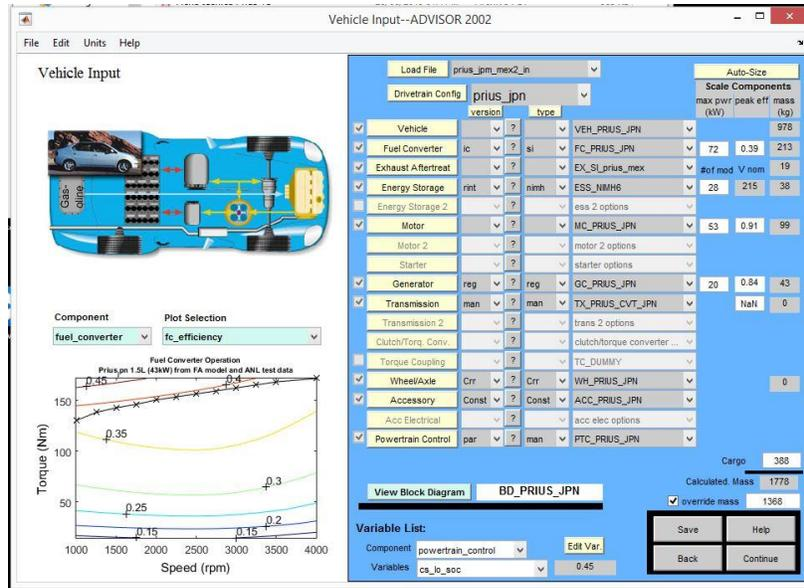 Vehicle Input--ADVISOR 2002
File Edit Units Help
Vehicle Input
Load File prius_jpm_mex2_in
Auto-Size
Drivetrain Config prius_jpn
Scale Components
version type max pwr (kW) peak eff mass (kg)
Vehicle ? VEH_PRIUS_JPN 978
Fuel Converter ic ? si FC_PRIUS_JPN 72 0.39 213
Exhaust Aftertreat ? EX_SI_prius_mex #of mod V nom 19
Energy Storage rint ? nimh ESS_NIMH6 28 215 38
Energy Storage 2 ? ess 2 options
Motor ? MC_PRIUS_JPN 53 0.91 99
Motor 2 ? motor 2 options
Starter ? starter options
Generator reg ? reg GC_PRIUS_JPN 20 0.84 43
Transmission man ? man TX_PRIUS_CVT_JPN NaN 0
Transmission 2 ? trans 2 options
Clutch/Torq. Conv. ? clutch/torque converter ...
Torque Coupling ? TC_DUMMY
Wheel/Axle Crr ? Crr WH_PRIUS_JPN 0
Accessory Const ? Const ACC_PRIUS_JPN
Acc Electrical ? acc elec options
Powertrain Control par ? man PTC_PRIUS_JPN
Cargo 388
Calculated. Mass 1778
override mass 1368
View Block Diagram BD_PRIUS_JPN
Variable List:
Component powertrain_control Edit Var.
Variables cs_lo_soc 0.45
Save Help
Back Continue
Gas-
oline
Component Plot Selection
fuel_converter fc_efficiency
Fuel Converter Operation
Prius_jpn 1.5L (43kW) from FA model and ANL test data
0.45 0.4
0.35
0.3
0.25
0.2
0.15 0.15
150
100
50
Torque (Nm)
1000 1500 2000 2500 3000 3500 4000
Speed (rpm)